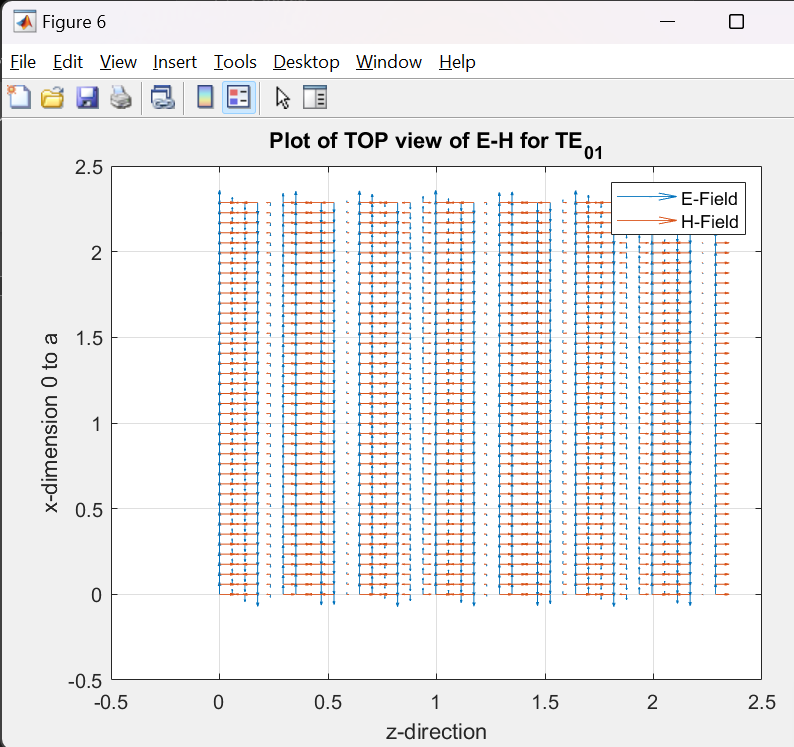 Figure 6
File Edit View Insert Tools Desktop Window Help
Plot of TOP view of E-H for TE01
E-Field
H-Field
2.5
2
1.5
1
0.5
0
-0.5
x-dimension 0 to a
-0.5 0 0.5 1 1.5 2 2.5
z-direction